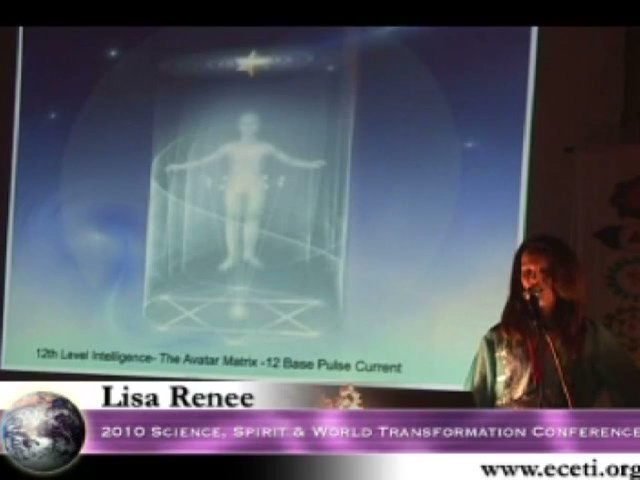 12th Level Intelligence- The Avatar Matrix -12 Base Pulse Current
Lisa Renee
2010 Science, Spirit & World Transformation Conference
www.eceti.org